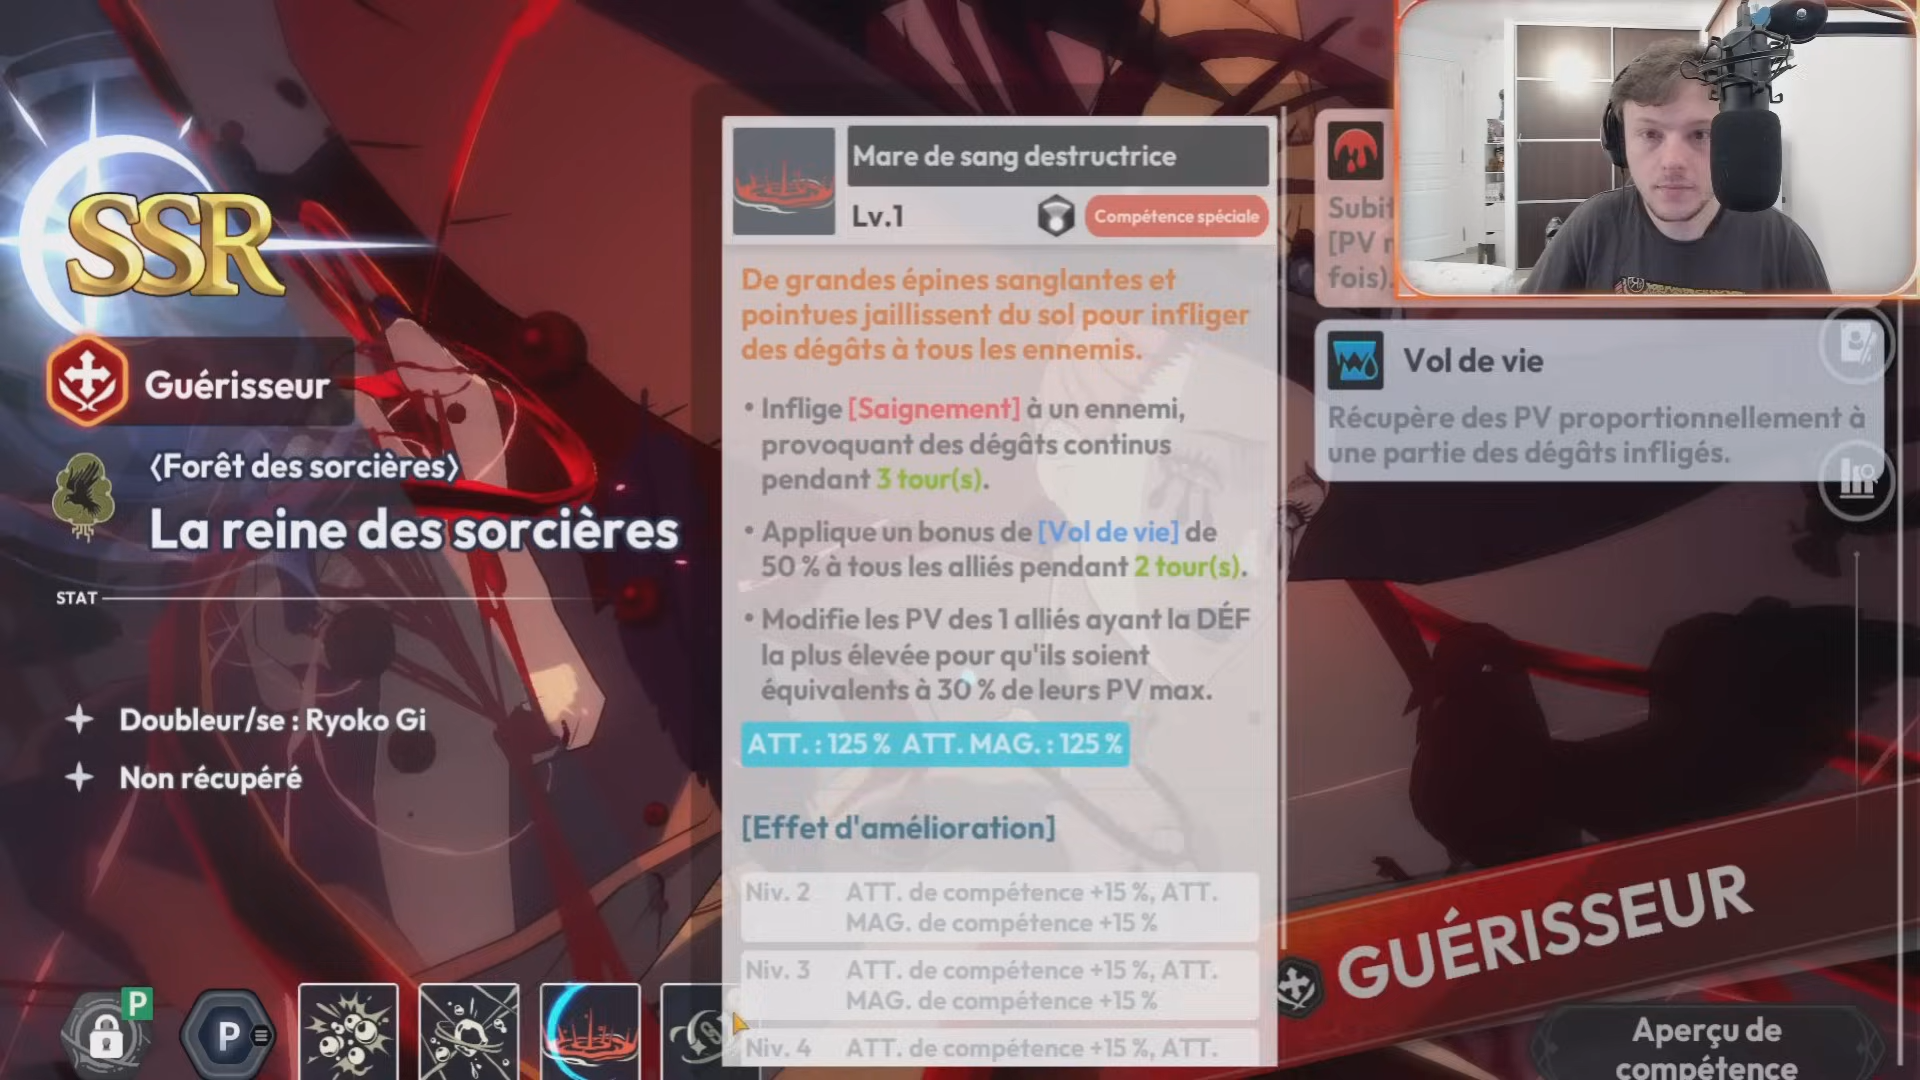 SSR
Guérisseur
〈Forêt des sorcières〉
La reine des sorcières
STAT
Doubleur/se : Ryoko Gi
Non récupéré
P
P
Mare de sang destructrice
Lv.1
Compétence spéciale
De grandes épines sanglantes et
pointues jaillissent du sol pour infliger
des dégâts à tous les ennemis.
• Inflige [Saignement] à un ennemi,
provoquant des dégâts continus
pendant 3 tour(s).
• Applique un bonus de [Vol de vie] de
50 % à tous les alliés pendant 2 tour(s).
• Modifie les PV des 1 alliés ayant la DÉF
la plus élevée pour qu'ils soient
équivalents à 30 % de leurs PV max.
ATT. : 125 % ATT. MAG. : 125 %
[Effet d'amélioration]
Niv. 2 ATT. de compétence +15 %, ATT.
MAG. de compétence +15 %
Niv. 3 ATT. de compétence +15 %, ATT.
MAG. de compétence +15 %
Niv. 4 ATT. de compétence +15 %, ATT.
Subit
[PV
fois).
Vol de vie
Récupère des PV proportionnellement à
une partie des dégâts infligés.
GUÉRISSEUR
Aperçu de
compétence